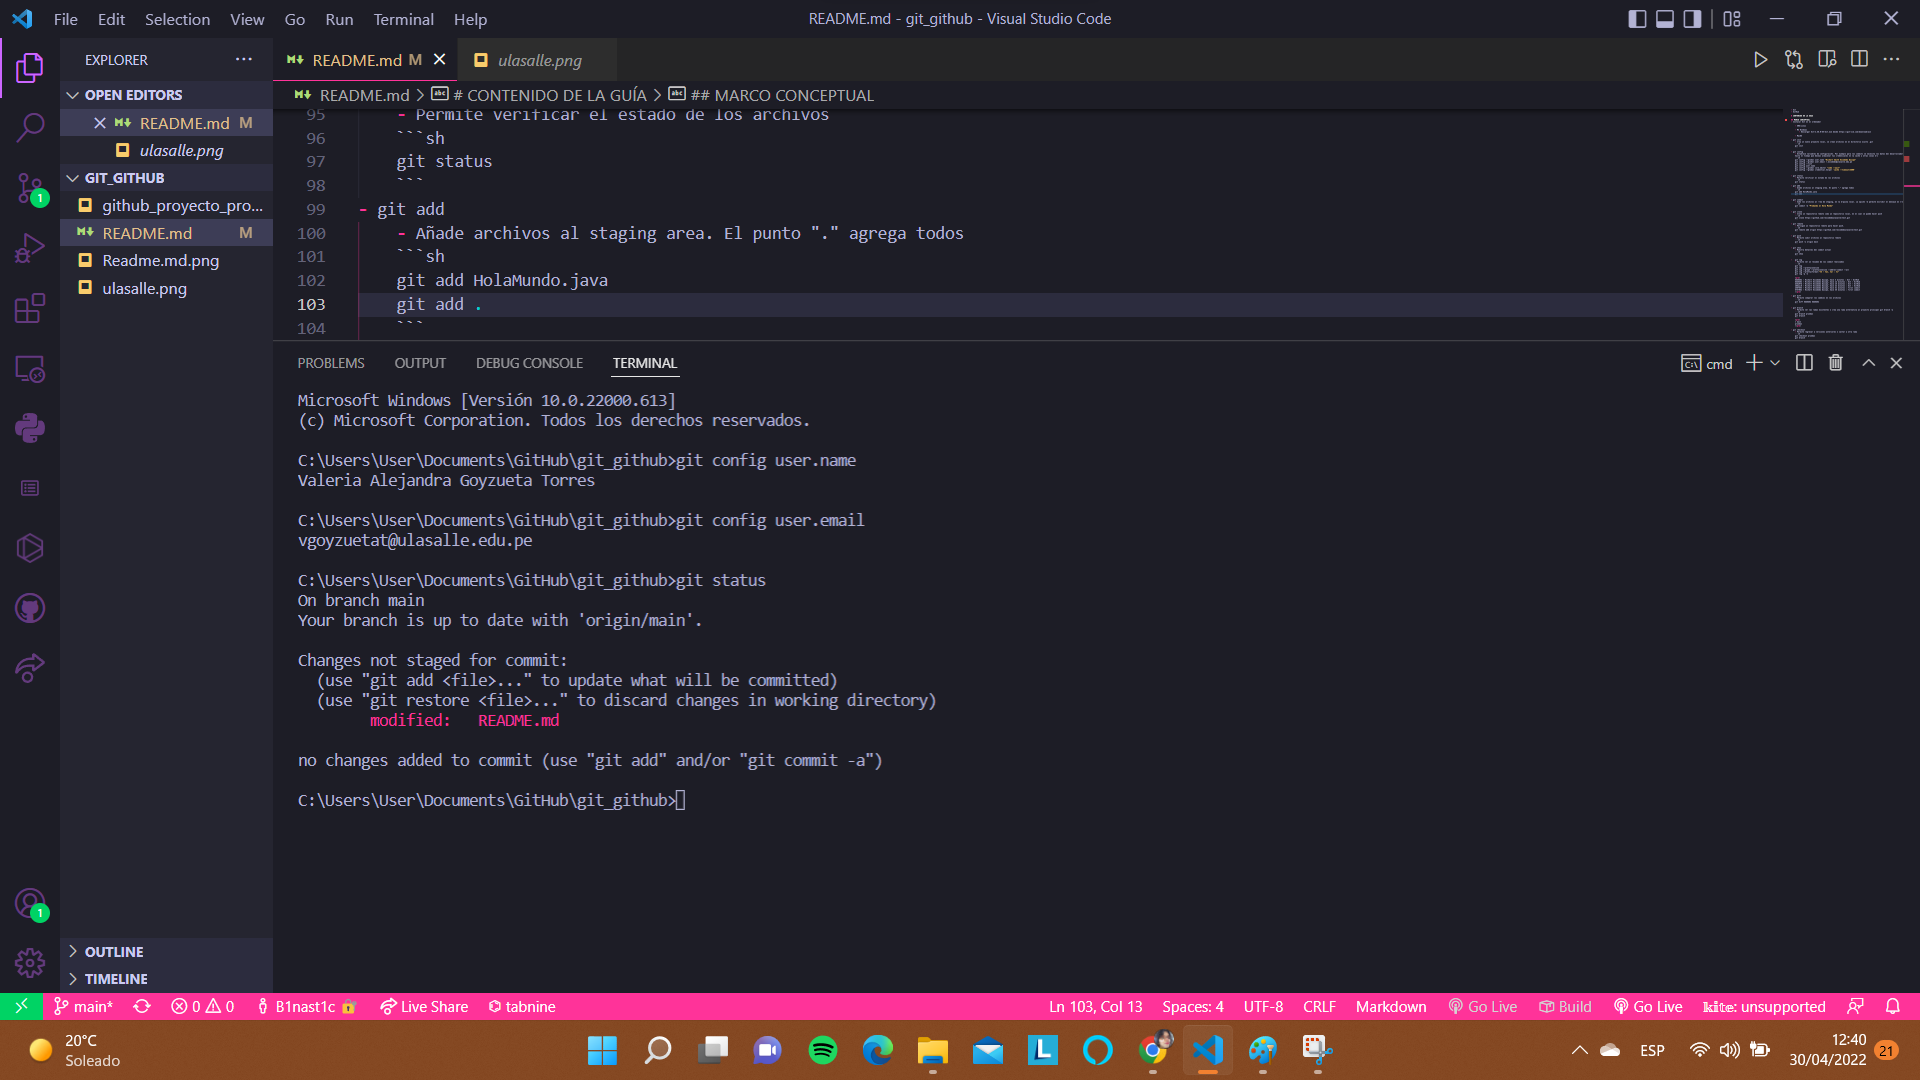 File Edit Selection View Go Run Terminal Help
README.md - git_github - Visual Studio Code
EXPLORER
OPEN EDITORS
README.md M
ulasalle.png
GIT_GITHUB
github_proyecto_pro...
README.md M
Readme.md.png
ulasalle.png
OUTLINE
TIMELINE
1
1
README.md M
ulasalle.png
README.md > # CONTENIDO DE LA GUÍA > ## MARCO CONCEPTUAL
95 - Permite verificar el estado de los archivos
96 ```sh
97 git status
98 ```
99 - git add
100 - Añade archivos al staging area. El punto "." agrega todos
101 ```sh
102 git add HolaMundo.java
103 git add .
104 ```
PROBLEMS OUTPUT DEBUG CONSOLE TERMINAL
cmd
Microsoft Windows [Versión 10.0.22000.613]
(c) Microsoft Corporation. Todos los derechos reservados.
C:\Users\User\Documents\GitHub\git_github>git config user.name
Valeria Alejandra Goyzueta Torres
C:\Users\User\Documents\GitHub\git_github>git config user.email
vgoyzuetat@ulasalle.edu.pe
C:\Users\User\Documents\GitHub\git_github>git status
On branch main
Your branch is up to date with 'origin/main'.
Changes not staged for commit:
(use "git add <file>..." to update what will be committed)
(use "git restore <file>..." to discard changes in working directory)
modified: README.md
no changes added to commit (use "git add" and/or "git commit -a")
C:\Users\User\Documents\GitHub\git_github>
main* 0 0 B1nast1c Live Share tabnine
Ln 103, Col 13 Spaces: 4 UTF-8 CRLF Markdown Go Live Build Go Live kite: unsupported
20°C
Soleado
ESP
12:40
30/04/2022
21